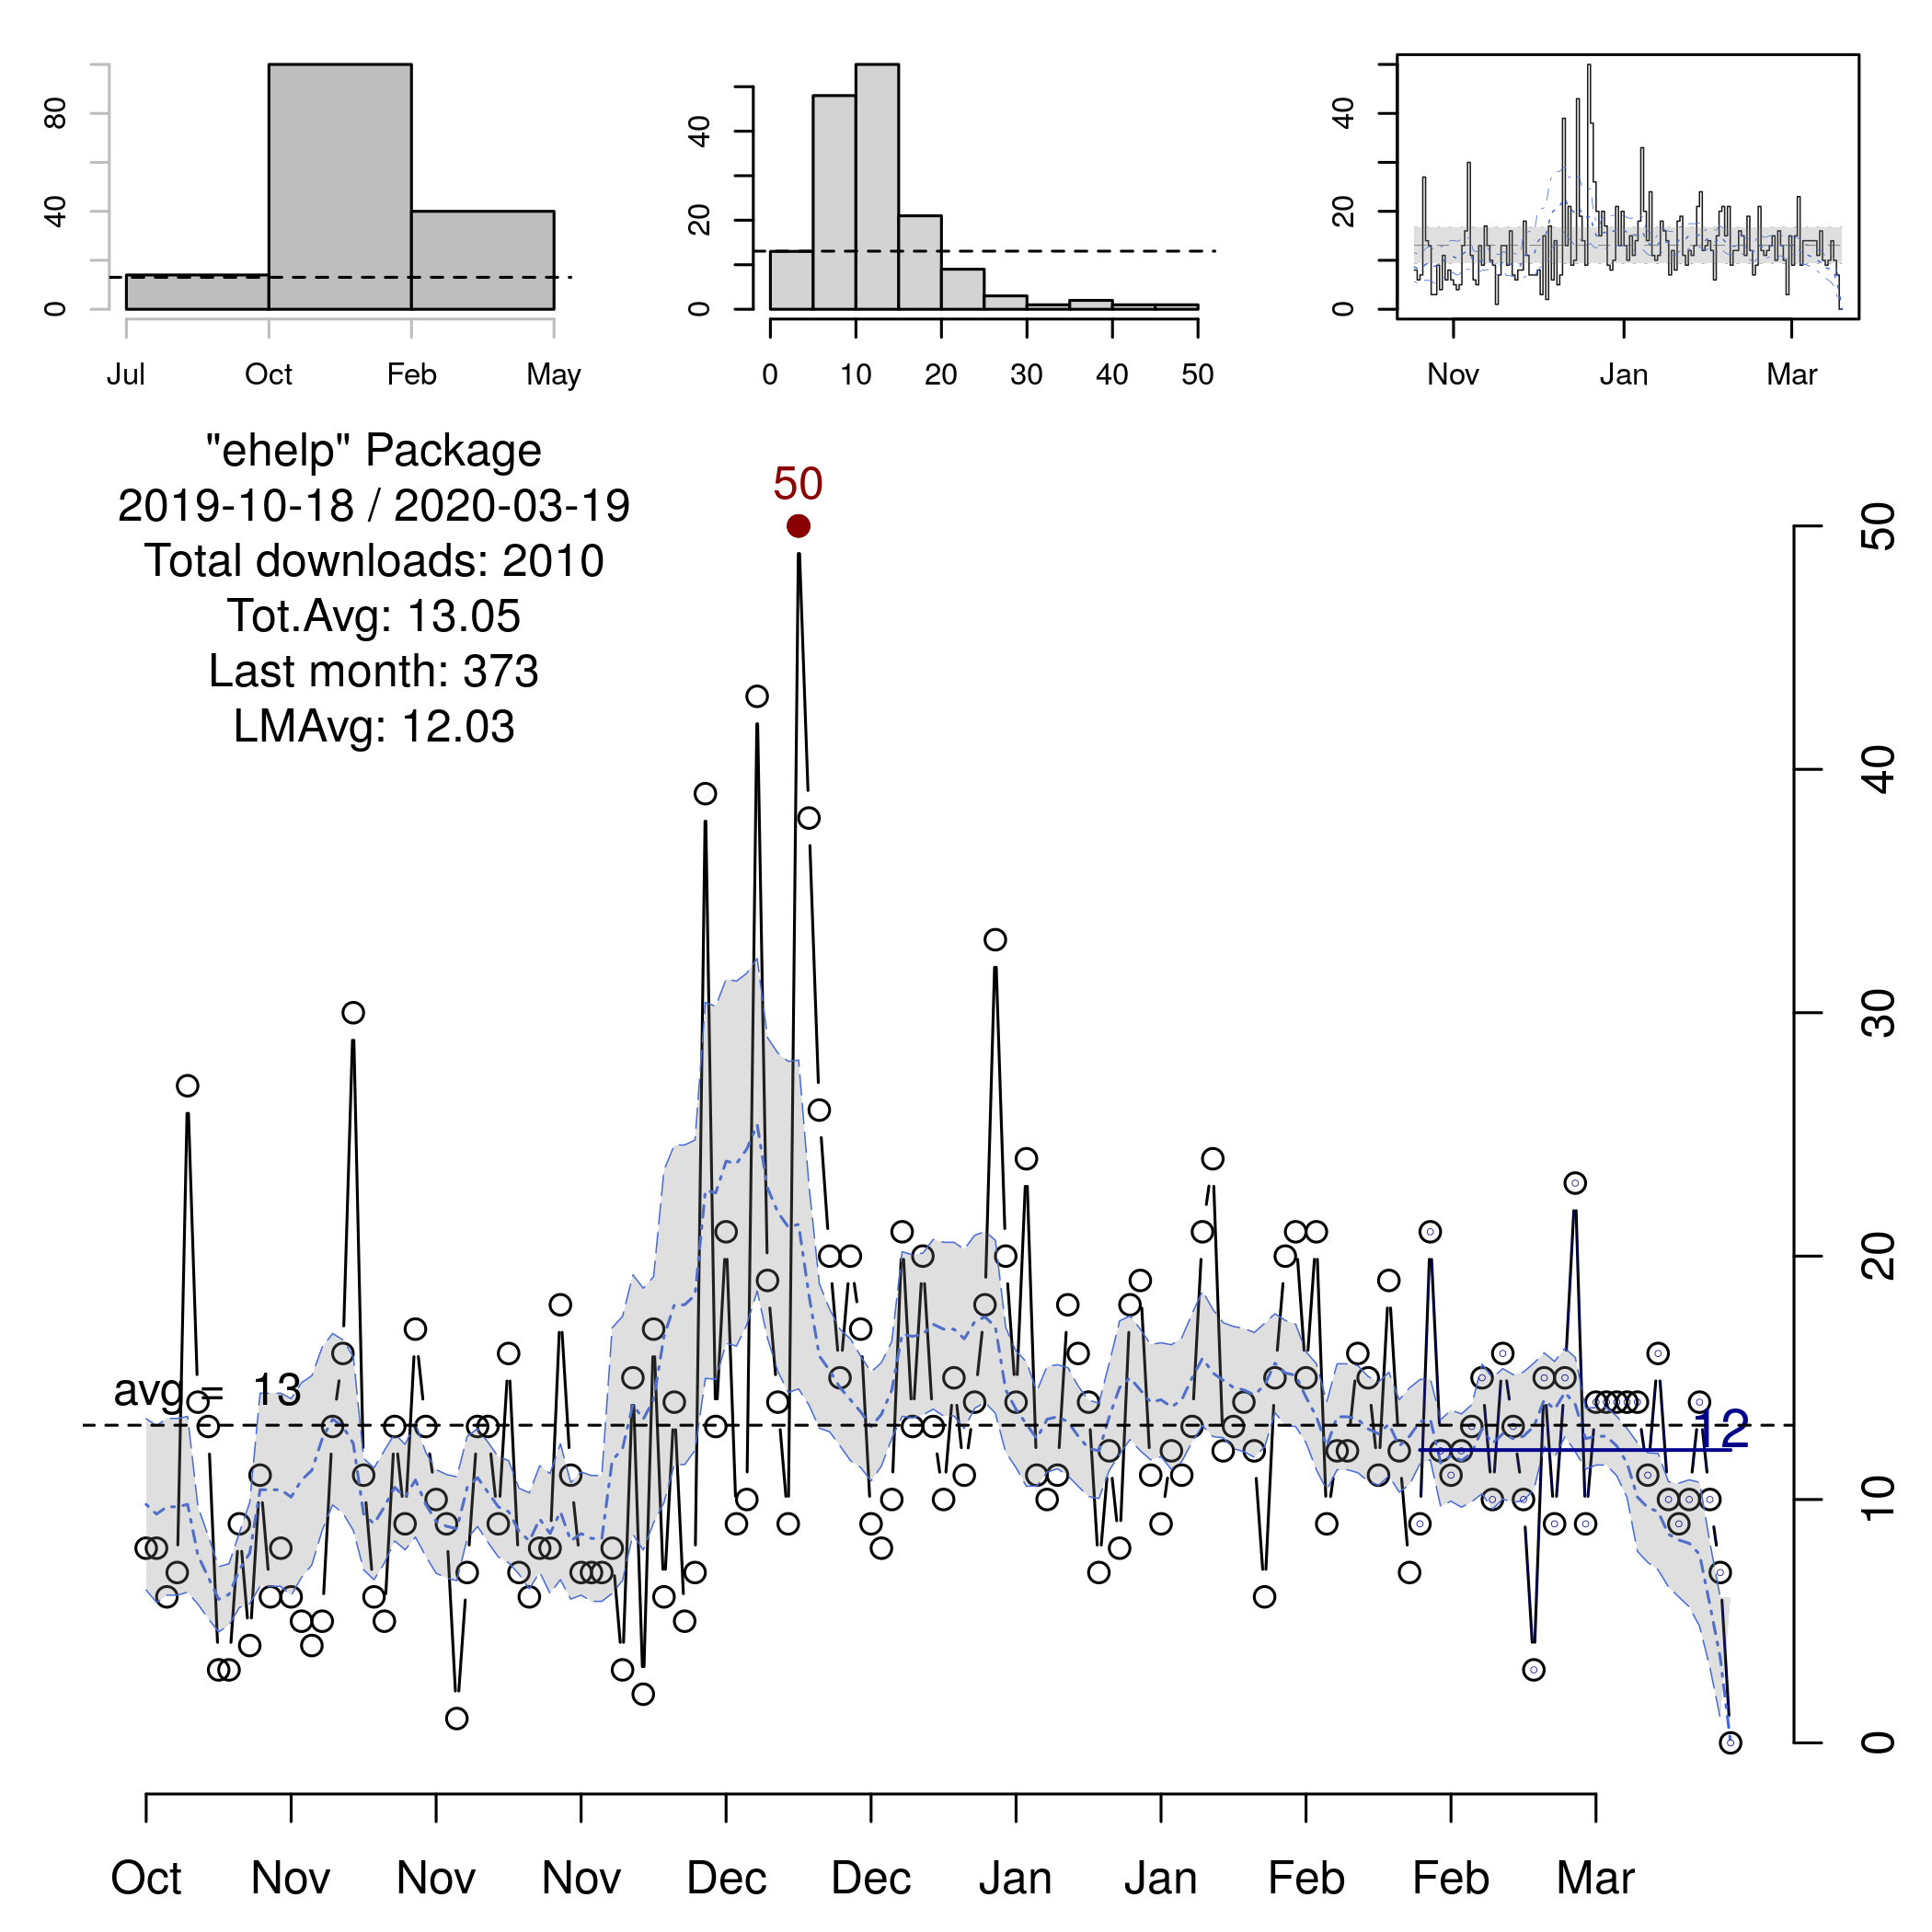 80
40
0
Jul Oct Feb May
40
20
0
0 10 20 30 40 50
40
20
0
Nov Jan Mar
"ehelp" Package
2019-10-18 / 2020-03-19
Total downloads: 2010
Tot.Avg: 13.05
Last month: 373
LMAvg: 12.03
50
avg = 13
12
50
40
30
20
10
0
Oct Nov Nov Nov Dec Dec Jan Jan Feb Feb Mar